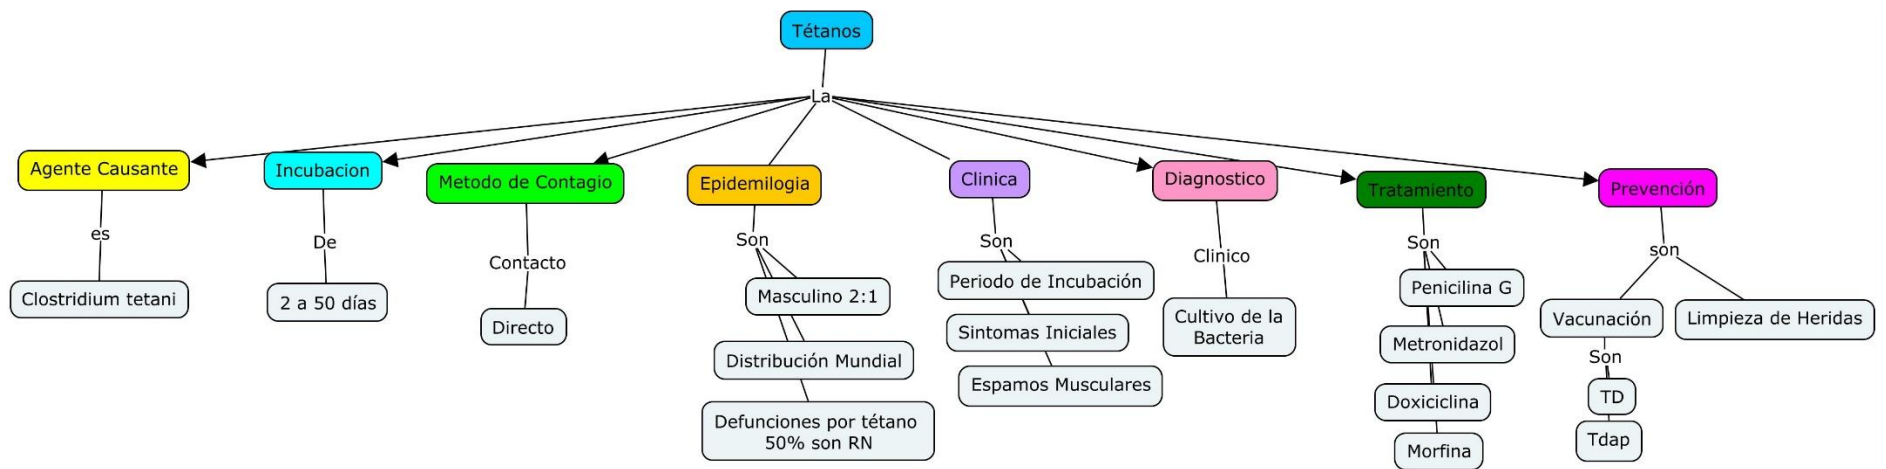 Tétanos
La
Agente Causante
es
Clostridium tetani
Incubacion
De
2 a 50 días
Metodo de Contagio
Contacto
Directo
Epidemilogia
Son
Masculino 2:1
Distribución Mundial
Defunciones por tétano
50% son RN
Clinica
Son
Periodo de Incubación
Sintomas Iniciales
Espamos Musculares
Diagnostico
Clinico
Cultivo de la
Bacteria
Tratamiento
Son
Penicilina G
Metronidazol
Doxiciclina
Morfina
Prevención
son
Vacunación
Son
TD
Tdap
Limpieza de Heridas